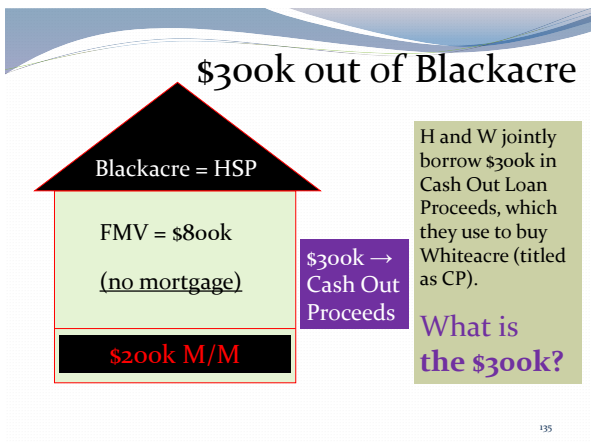 $300k out of Blackacre
Blackacre = HSP
FMV = $800k
(no mortgage)
$200k M/M
$300k →
Cash Out
Proceeds
H and W jointly
borrow $300k in
Cash Out Loan
Proceeds, which
they use to buy
Whiteacre (titled
as CP).
What is
the $300k?
135